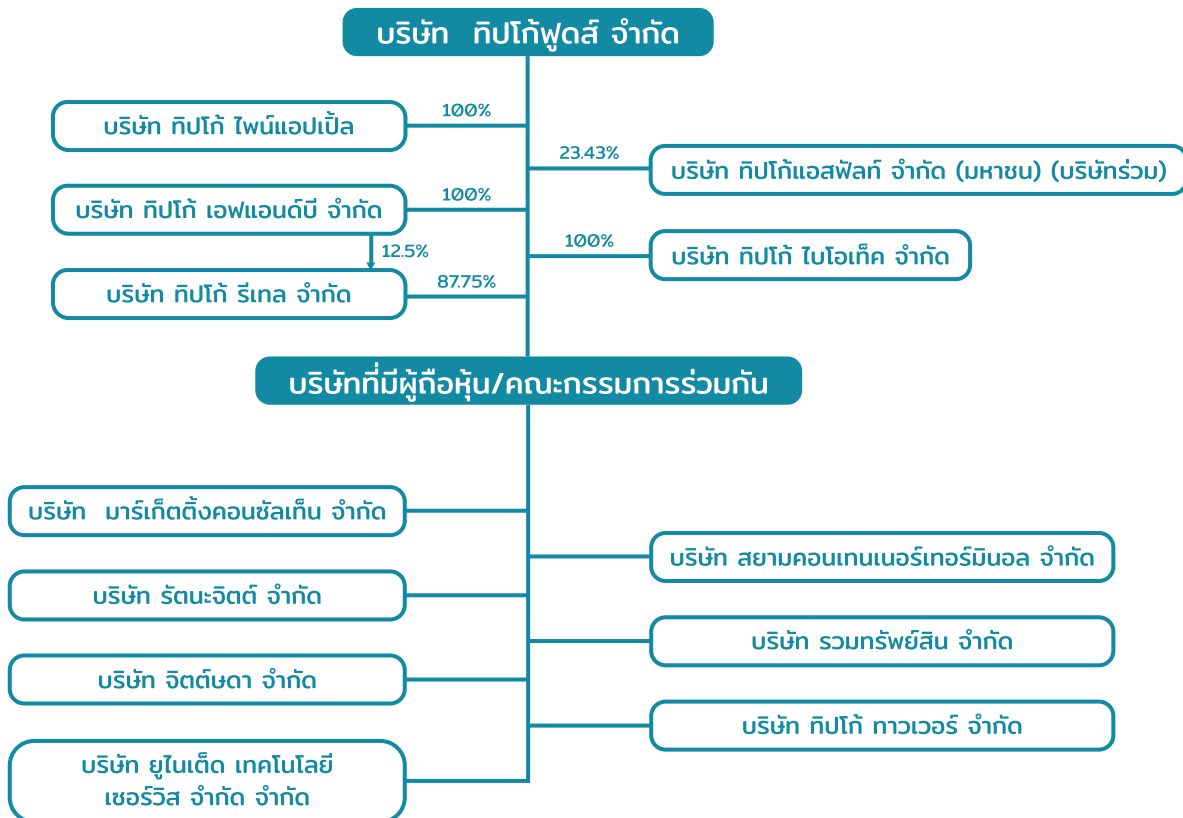 บริษัท ทิปโก้ฟูดส์ จำกัด
100%
บริษัท ทิปโก้ ไพน์แอปเปิ้ล
23.43%
บริษัท ทิปโก้แอสฟัลท์ จำกัด (มหาชน) (บริษัทร่วม)
100%
บริษัท ทิปโก้ เอฟแอนด์บี จำกัด
100%
บริษัท ทิปโก้ ไบโอเท็ค จำกัด
12.5%
87.75%
บริษัท ทิปโก้ รีเทล จำกัด
บริษัทที่มีผู้ถือหุ้น/คณะกรรมการร่วมกัน
บริษัท มาร์เก็ตติ้งคอนซัลเท็น จำกัด
บริษัท สยามคอนเทนเนอร์เทอร์มินอล จำกัด
บริษัท รัตนะจิตต์ จำกัด
บริษัท รวมทรัพย์สิน จำกัด
บริษัท จิตต์ษดา จำกัด
บริษัท ทิปโก้ ทาวเวอร์ จำกัด
บริษัท ยูไนเต็ด เทคโนโลยี
เซอร์วิส จำกัด จำกัด